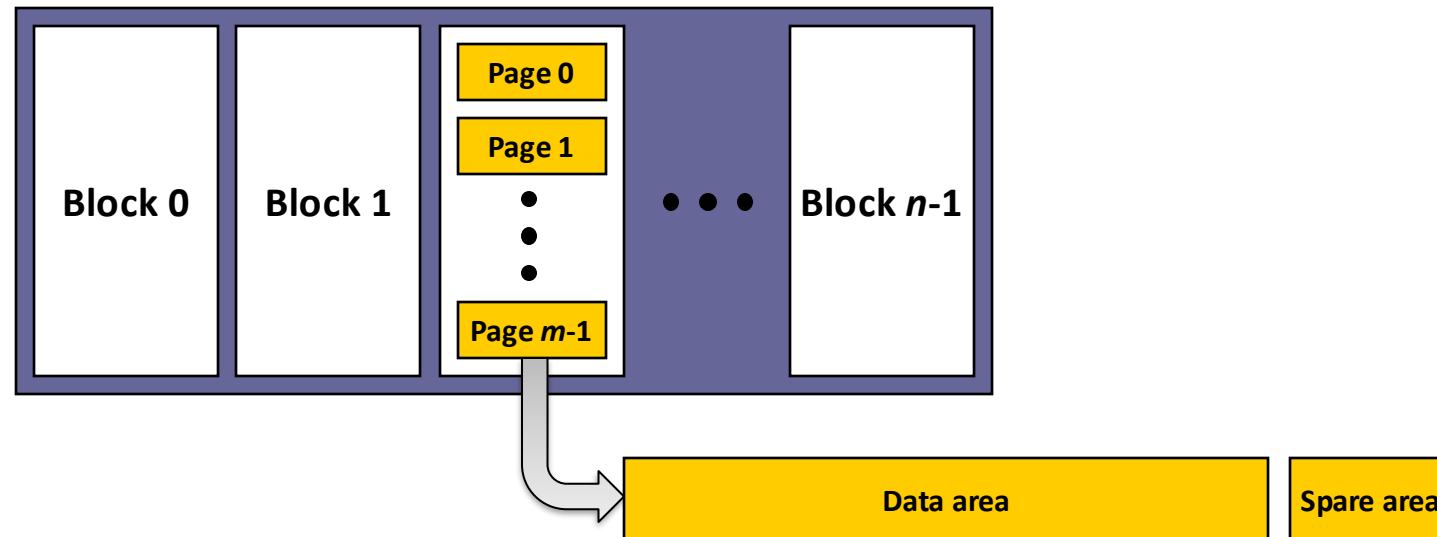 Block 0
Block 1
Page 0
Page 1
Page m-1
Block n-1
Data area
Spare area